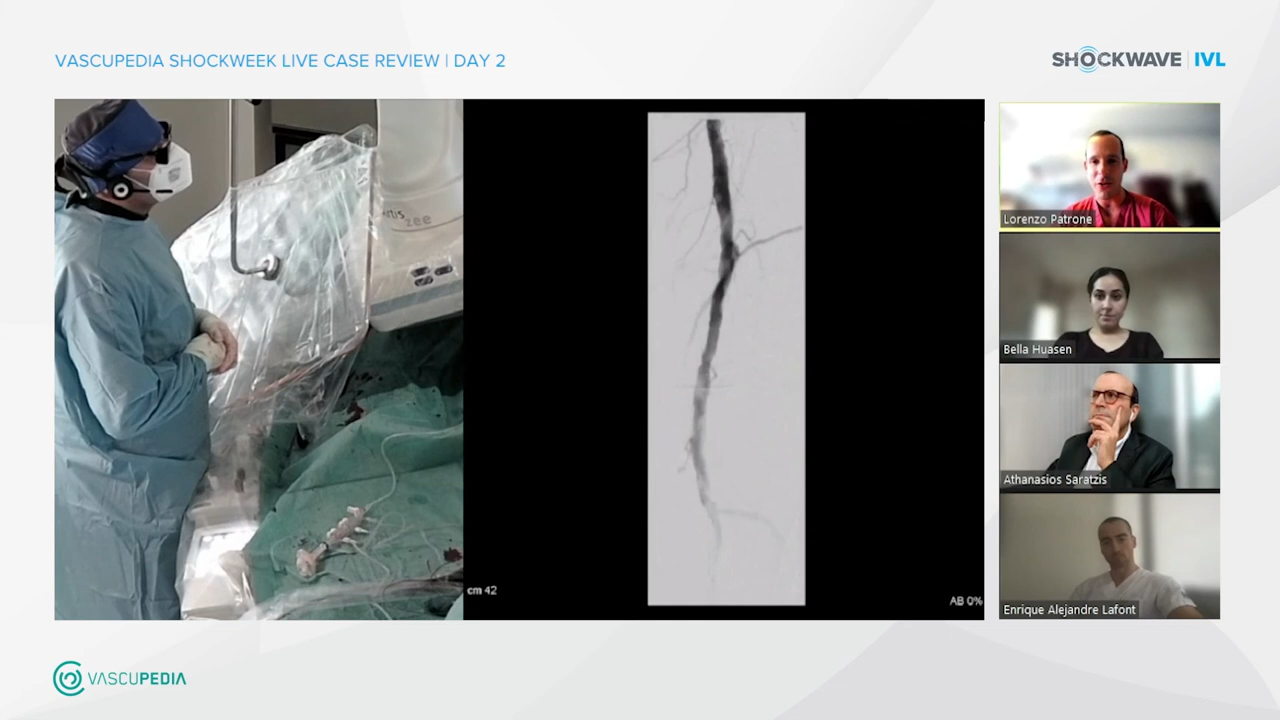 VASCUPEDIA SHOCKWEEK LIVE CASE REVIEW | DAY 2
SHOCKWAVE | IVL
Artis
zee
cm 42
AB 0%
Lorenzo Patrone
Bella Huasen
Athanasios Saratzis
Enrique Alejandre Lafont
VASCUPEDIA